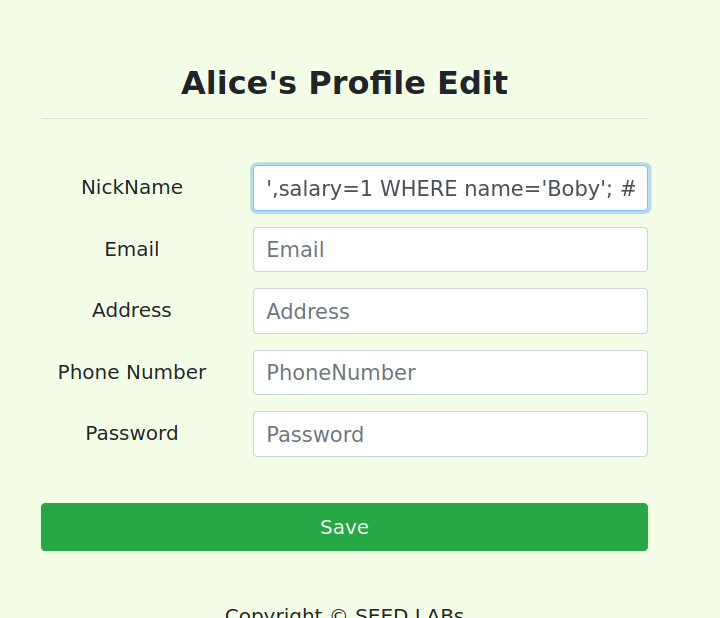 Alice's Profile Edit
NickName
',salary=1 WHERE name='Boby'; #
Email
Email
Address
Address
Phone Number
PhoneNumber
Password
Password
Save
Copyright © SEED LABs